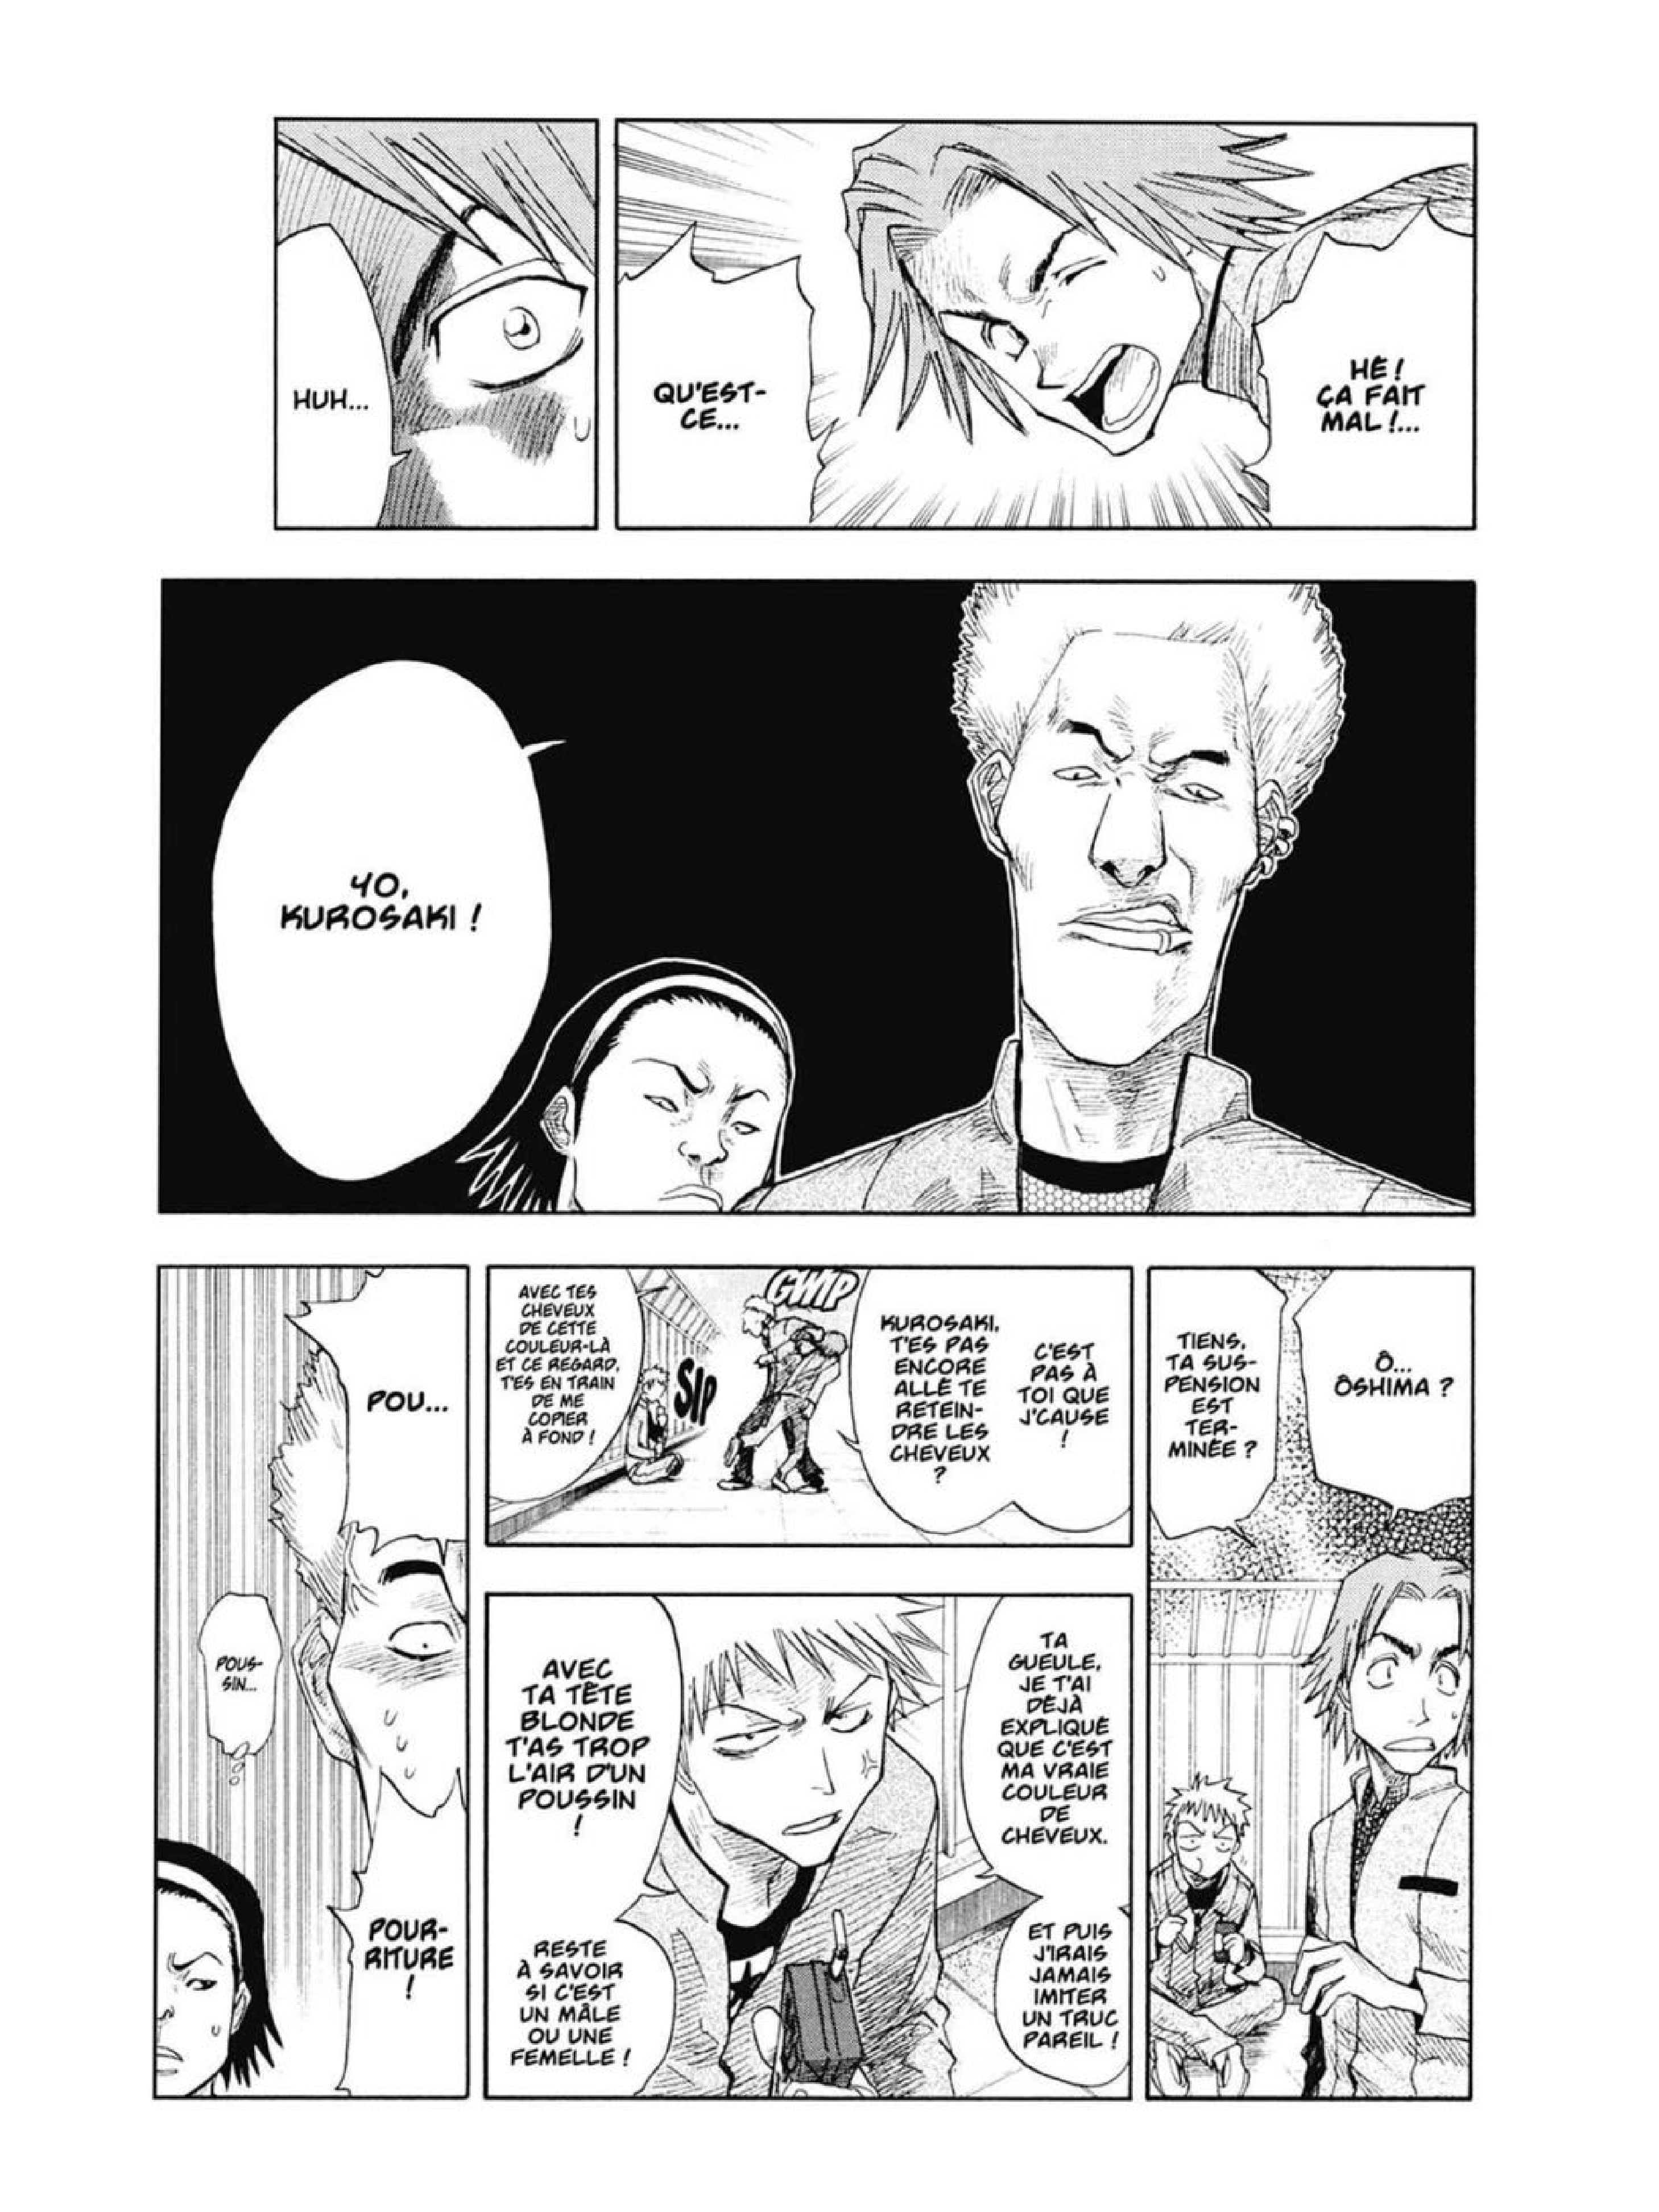 HÉ !
ÇA FAIT
MAL !...
QU'EST-
CE...
HUH...
YO,
KUROSAKI !
Ô...
ÔSHIMA ?
TIENS,
TA SUS-
PENSION
EST
TER-
MINÉE ?
C'EST
PAS À
TOI QUE
J'CAUSE
!
KUROSAKI,
T'ES PAS
ENCORE
ALLÉ TE
RETEIN-
DRE LES
CHEVEUX
?
GWIP
SIP
AVEC TES
CHEVEUX
DE CETTE
COULEUR-LÀ
ET CE REGARD,
T'ES EN TRAIN
DE ME
COPIER
À FOND !
TA
GUEULE,
JE T'AI
DÉJÀ
EXPLIQUÉ
QUE C'EST
MA VRAIE
COULEUR
DE
CHEVEUX.
ET PUIS
J'IRAIS
JAMAIS
IMITER
UN TRUC
PAREIL !
AVEC
TA TÊTE
BLONDE
T'AS TROP
L'AIR D'UN
POUSSIN
!
RESTE
À SAVOIR
SI C'EST
UN MÂLE
OU UNE
FEMELLE !
POU...
POUR-
RITURE
!
POUS-
SIN...